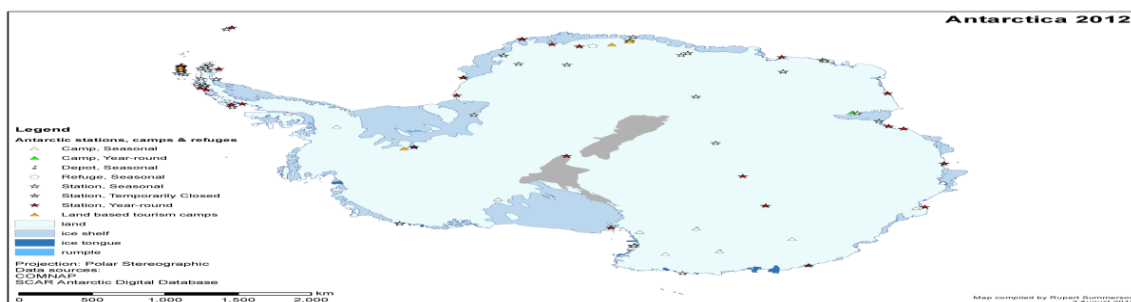 Antarctica 2012
Legend
Antarctic stations, camps & refuges
Camp, Seasonal
Camp, Year-round
Depot, Seasonal
Refuge, Seasonal
Station, Seasonal
Station, Temporarily Closed
Station, Year-round
Land based tourism camps
land
ice shelf
ice tongue
rumple
Projection: Polar Stereographic
Data sources:
COMNAP
SCAR Antarctic Digital Database
km
0 500 1.000 1.500 2.000
Map compiled by Rupert Summerson